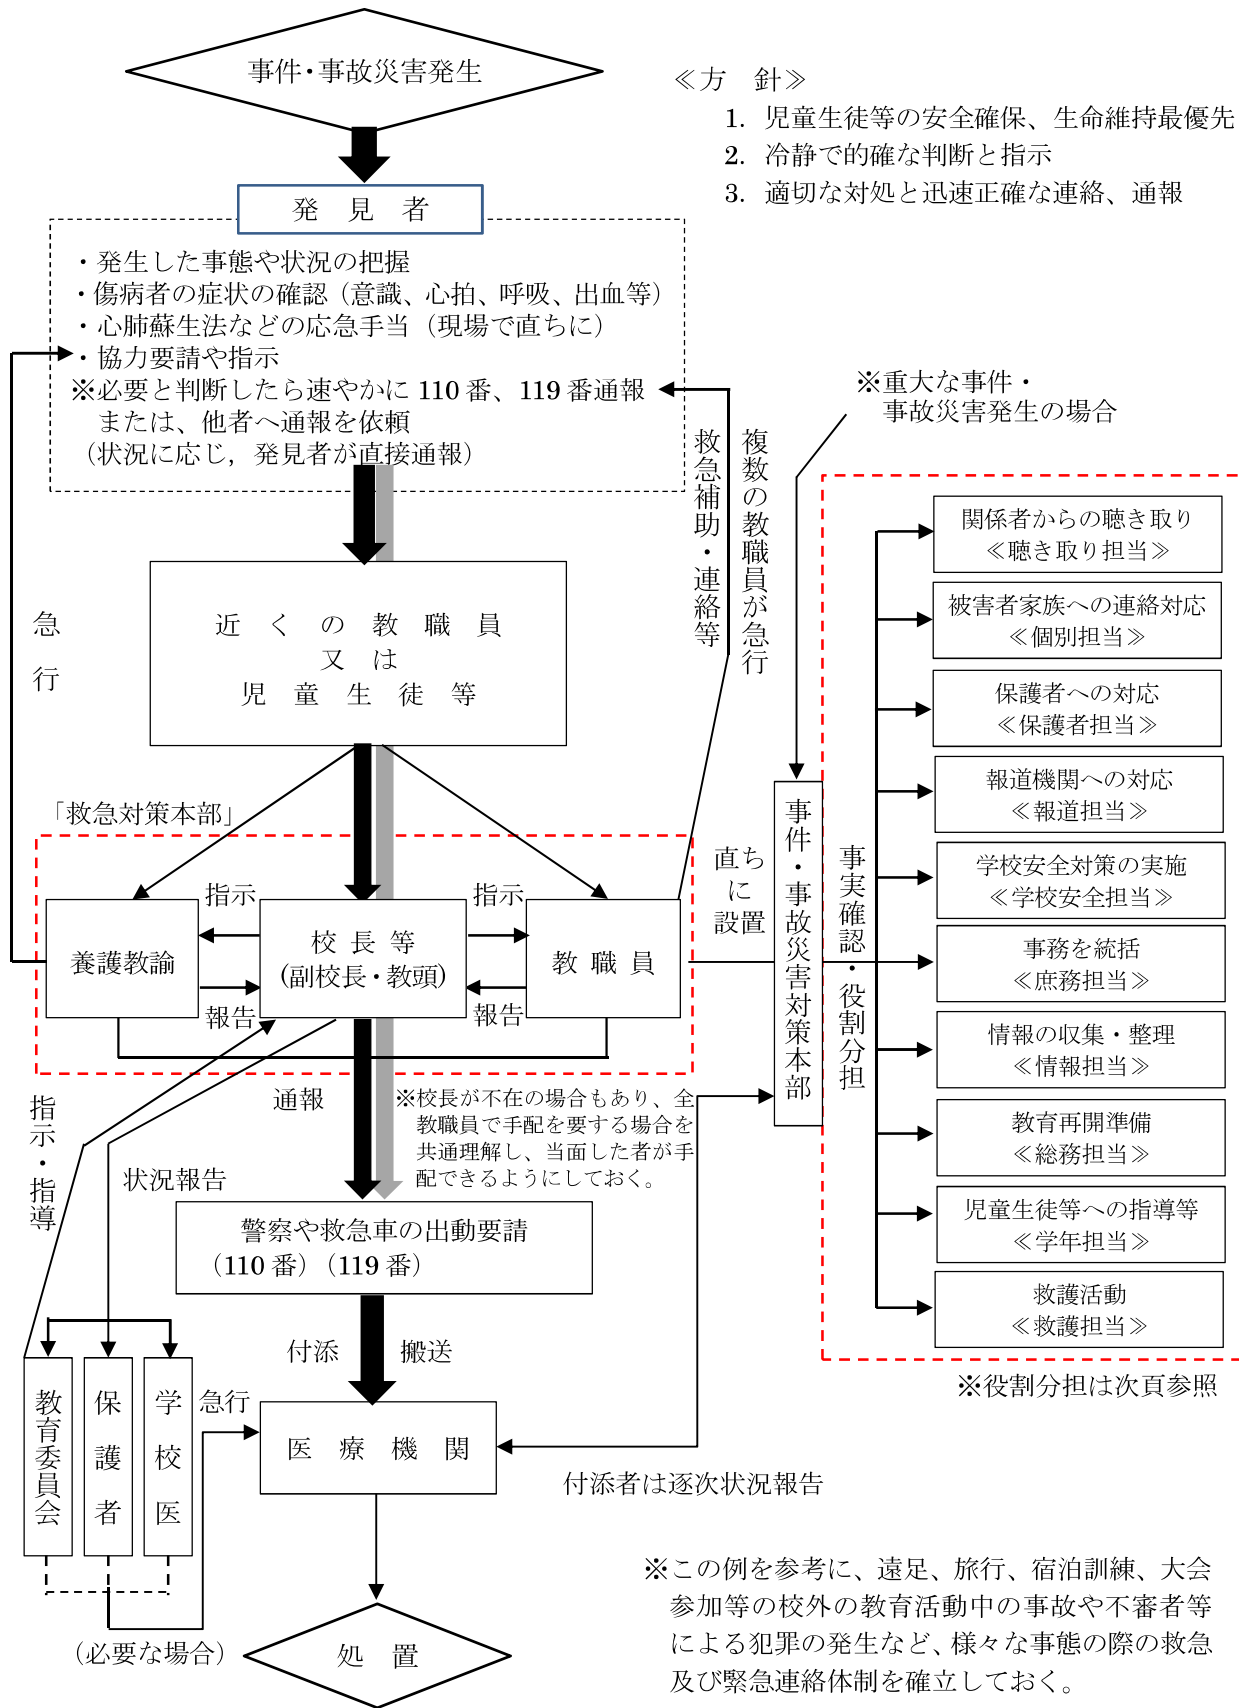 事件・事故災害発生
≪方　針≫
1. 児童生徒等の安全確保、生命維持最優先
2. 冷静で的確な判断と指示
3. 適切な対処と迅速正確な連絡、通報
発　見　者
・発生した事態や状況の把握
・傷病者の症状の確認（意識、心拍、呼吸、出血等）
・心肺蘇生法などの応急手当（現場で直ちに）
・協力要請や指示
※必要と判断したら速やかに 110 番、119 番通報
または、他者へ通報を依頼
（状況に応じ，発見者が直接通報）
※重大な事件・
事故災害発生の場合
複数の教職員が急行
救急補助・連絡等
急行
近くの教職員
又は
児童生徒等
「救急対策本部」
指示
指示
養護教諭
校長等
(副校長・教頭)
教職員
報告
報告
直ち
に
設置
事件・事故災害対策本部
事実確認・役割分担
関係者からの聴き取り
≪聴き取り担当≫
被害者家族への連絡対応
≪個別担当≫
保護者への対応
≪保護者担当≫
報道機関への対応
≪報道担当≫
学校安全対策の実施
≪学校安全担当≫
事務を統括
≪庶務担当≫
情報の収集・整理
≪情報担当≫
教育再開準備
≪総務担当≫
児童生徒等への指導等
≪学年担当≫
救護活動
≪救護担当≫
※役割分担は次頁参照
通報
※校長が不在の場合もあり、全
教職員で手配を要する場合を
共通理解し、当面した者が手
配できるようにしておく。
指示・指導
状況報告
警察や救急車の出動要請
（110 番）（119 番）
付添
搬送
教育委員会
保護者
学校医
急行
医療機関
付添者は逐次状況報告
（必要な場合）
処置
※この例を参考に、遠足、旅行、宿泊訓練、大会
参加等の校外の教育活動中の事故や不審者等
による犯罪の発生など、様々な事態の際の救急
及び緊急連絡体制を確立しておく。